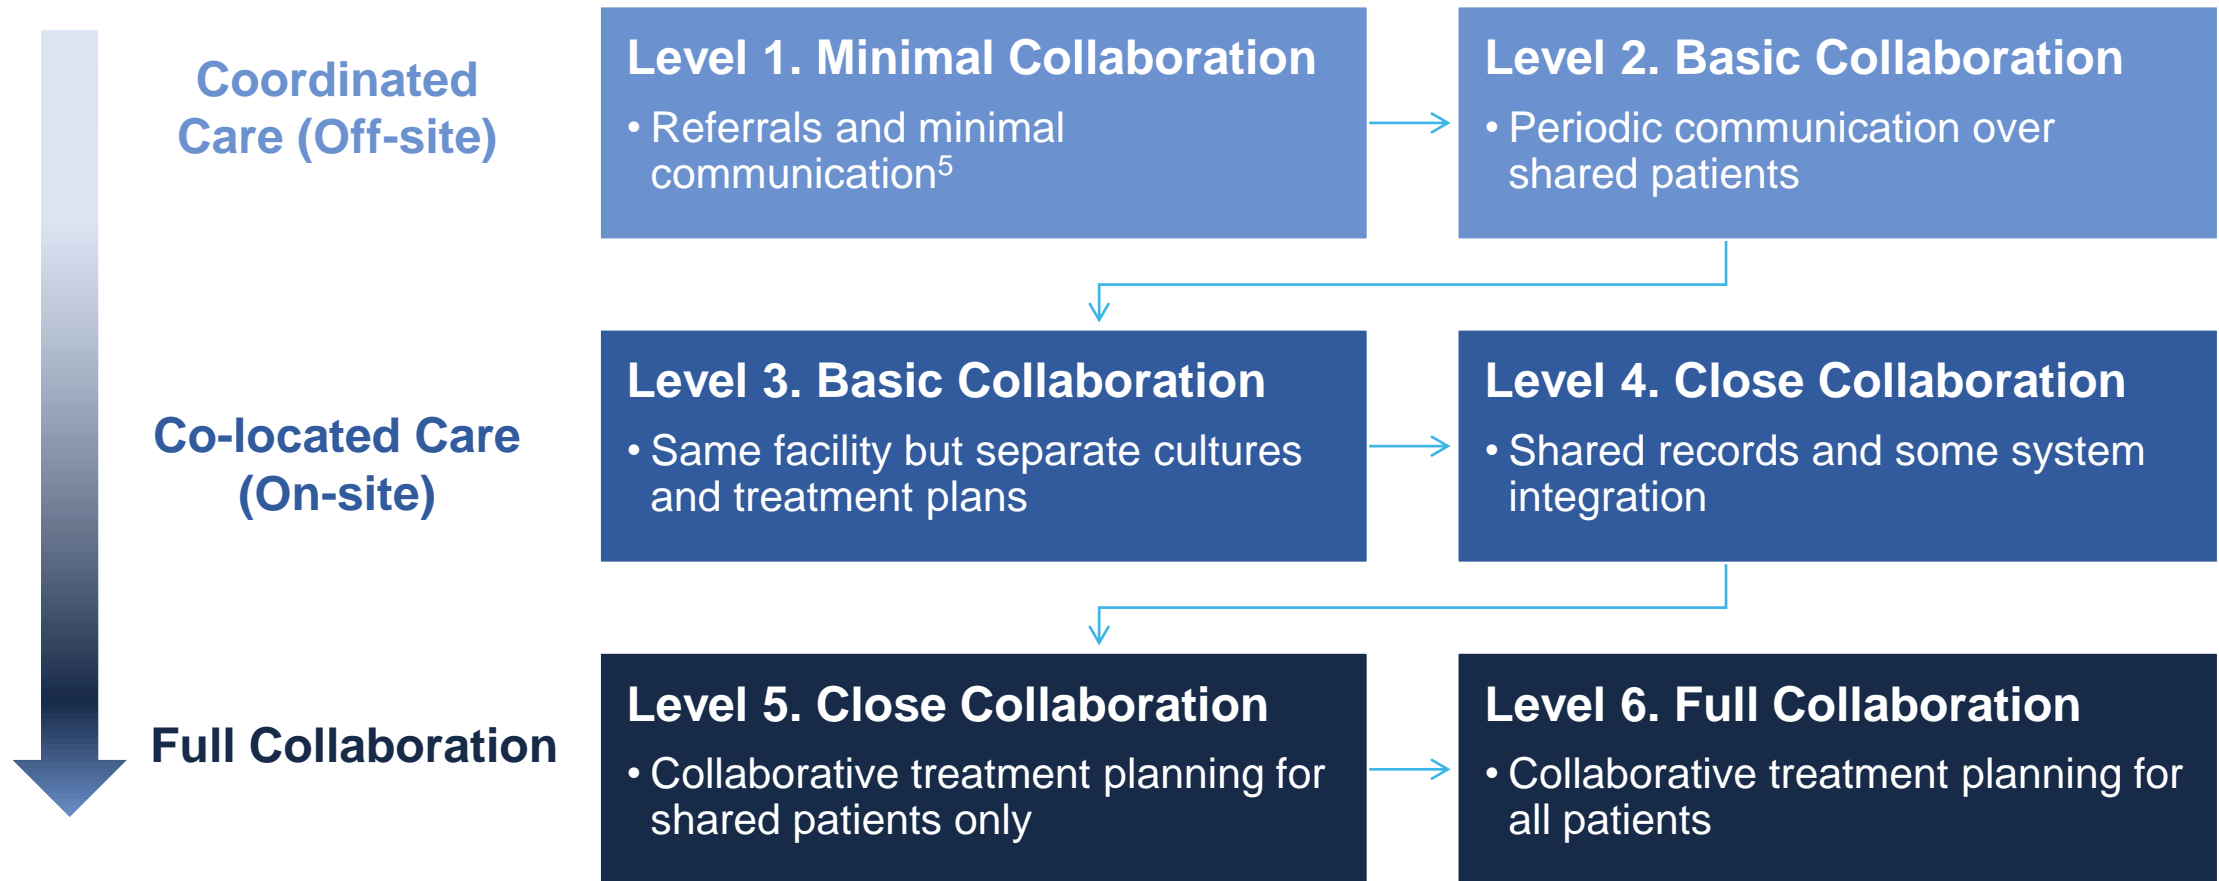 Coordinated
Care (Off-site)
Level 1. Minimal Collaboration
• Referrals and minimal
communication⁵
Level 2. Basic Collaboration
• Periodic communication over
shared patients
Co-located Care
(On-site)
Level 3. Basic Collaboration
• Same facility but separate cultures
and treatment plans
Level 4. Close Collaboration
• Shared records and some system
integration
Full Collaboration
Level 5. Close Collaboration
• Collaborative treatment planning for
shared patients only
Level 6. Full Collaboration
• Collaborative treatment planning for
all patients